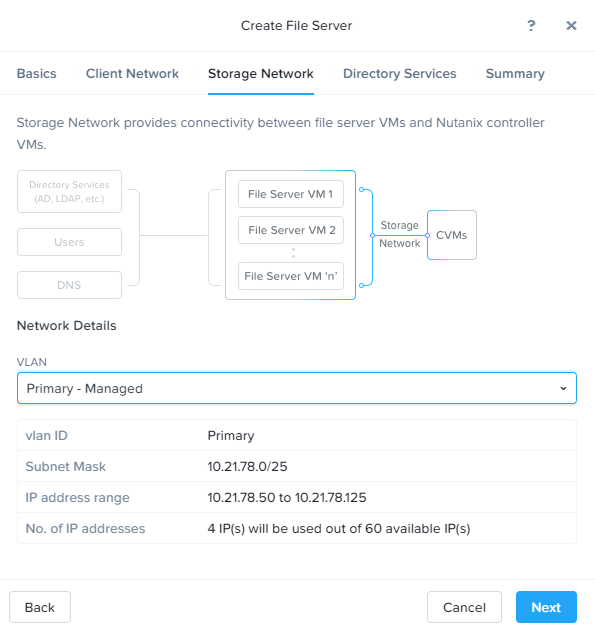 Create File Server
?
×
Basics
Client Network
Storage Network
Directory Services
Summary
Storage Network provides connectivity between file server VMs and Nutanix controller
VMs.
Directory Services
(AD, LDAP, etc,)
Users
DNS
File Server VM 1
File Server VM 2
File Server VM ‘n’
Storage
Network
CVMs
Network Details
VLAN
Primary - Managed
vlan ID Primary
Subnet Mask 10.21.78.0/25
IP address range 10.21.78.50 to 10.21.78.125
No. of IP addresses 4 IP(s) will be used out of 60 available IP(s)
Back
Cancel
Next